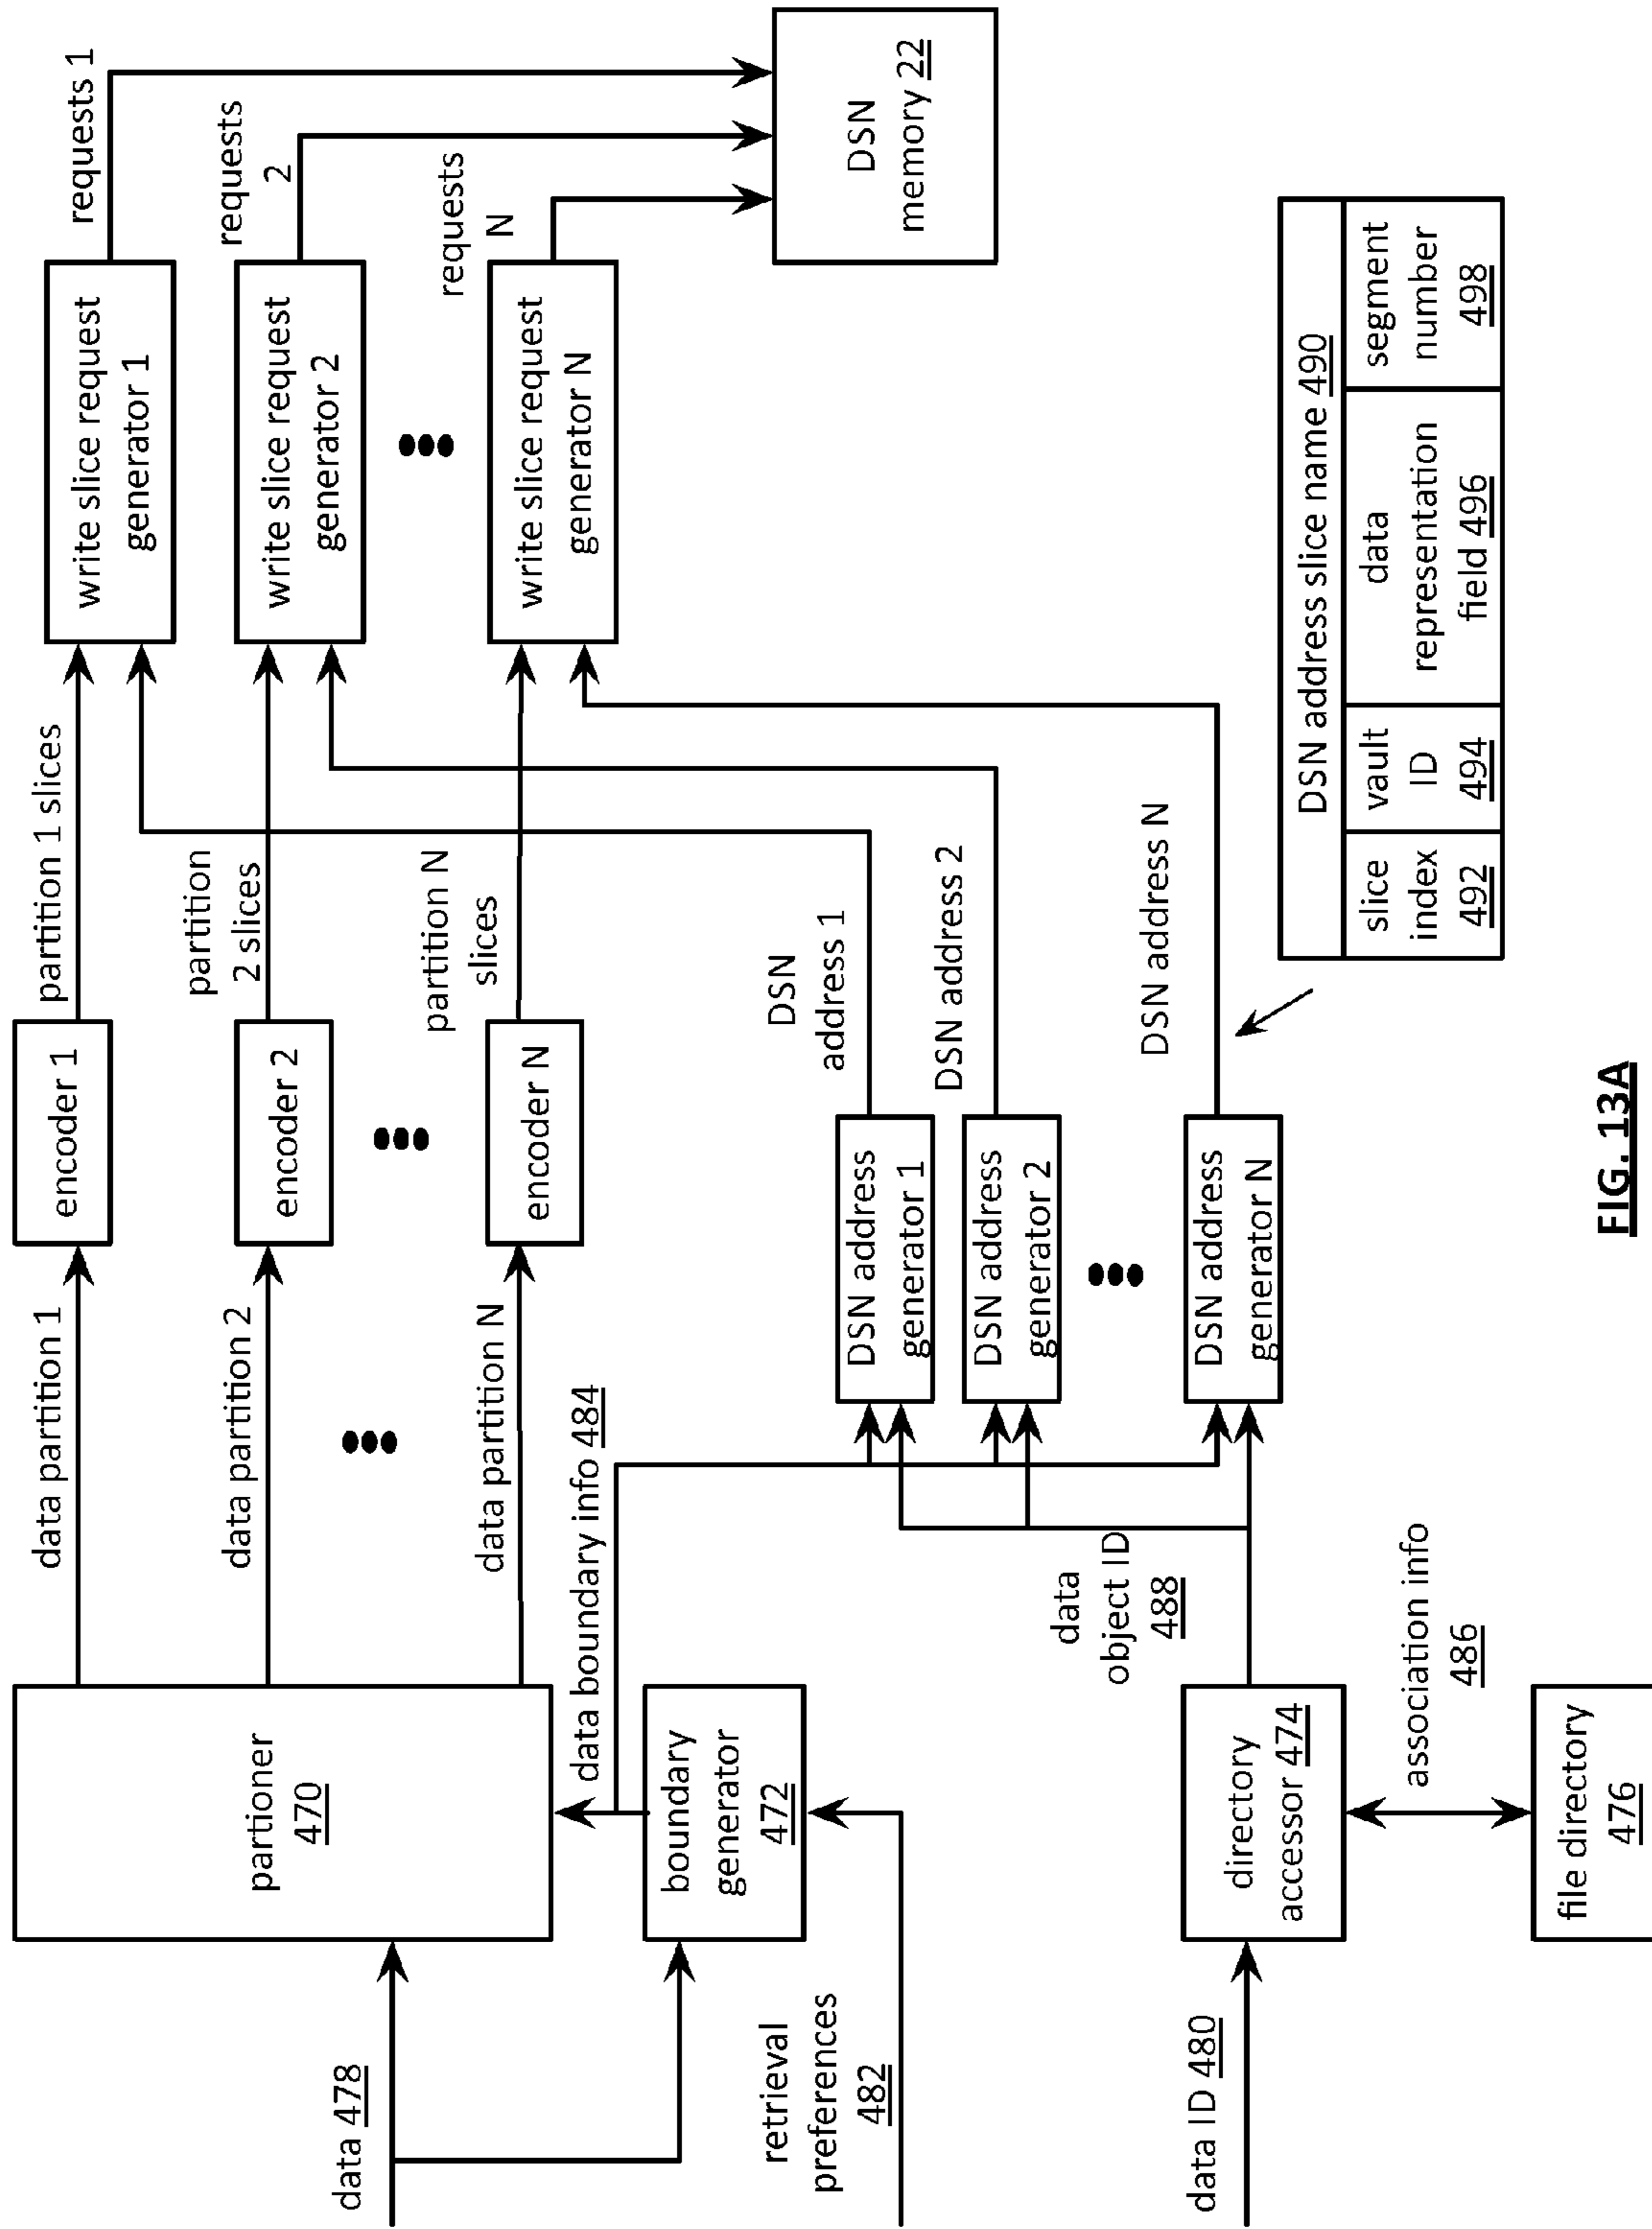 data 478
retrieval
preferences
482
data ID 480
partioner
470
boundary
generator
472
directory
accessor 474
file directory
476
association info
486
data partition 1
data partition 2
data partition N
data boundary info 484
data
object ID
488
encoder 1
encoder 2
encoder N
DSN address
generator 1
DSN address
generator 2
DSN address
generator N
partition 1 slices
partition
2 slices
partition N
slices
DSN
address 1
DSN address 2
DSN address N
write slice request
generator 1
write slice request
generator 2
write slice request
generator N
requests 1
requests
2
requests
N
DSN
memory 22
DSN address slice name 490
slice
index
492
vault
ID
494
data
representation
field 496
segment
number
498
FIG. 13A